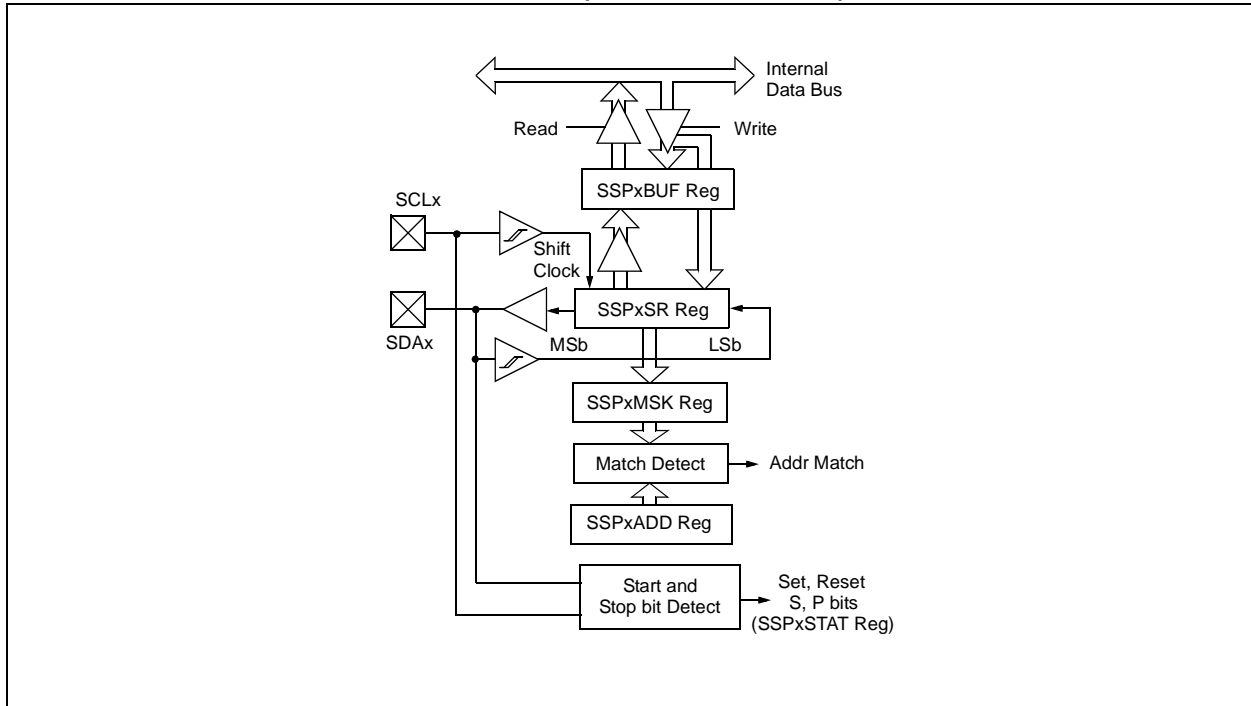 Internal
Data Bus
Read
Write
SSPxBUF Reg
SCLx
Shift
Clock
SSPxSR Reg
SDAx
MSb
LSb
SSPxMSK Reg
Match Detect
Addr Match
SSPxADD Reg
Start and
Stop bit Detect
Set, Reset
S, P bits
(SSPxSTAT Reg)